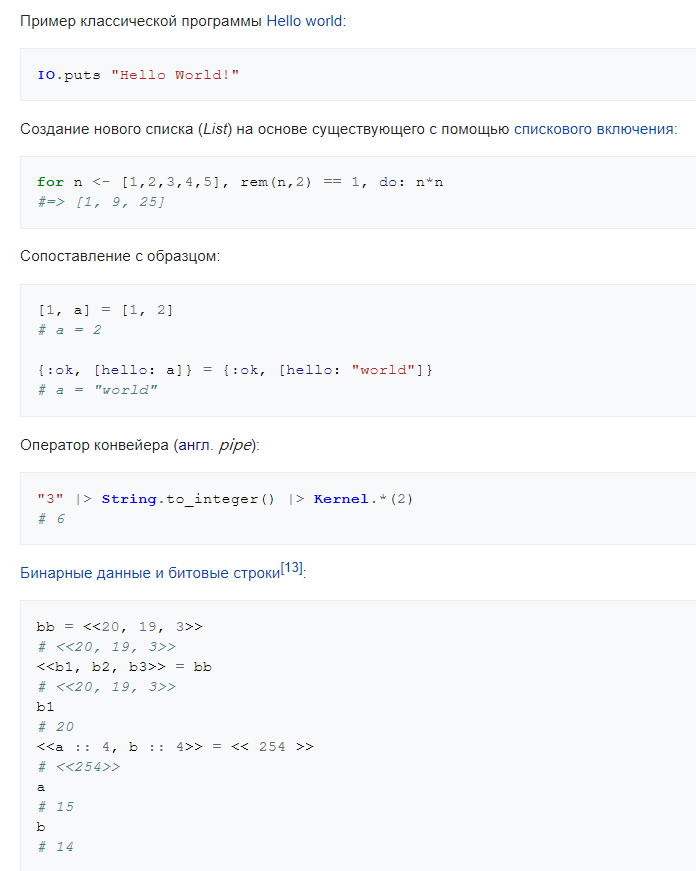 Пример классической программы Hello world:
IO.puts "Hello World!"
Создание нового списка (List) на основе существующего с помощью спискового включения:
for n <- [1,2,3,4,5], rem(n,2) == 1, do: n*n
#=> [1, 9, 25]
Сопоставление с образцом:
[1, a] = [1, 2]
# a = 2
{:ok, [hello: a]} = {:ok, [hello: "world"]}
# a = "world"
Оператор конвейера (англ. pipe):
"3" |> String.to_integer() |> Kernel.*(2)
# 6
Бинарные данные и битовые строки[13]:
bb = <<20, 19, 3>>
# <<20, 19, 3>>
<<b1, b2, b3>> = bb
# <<20, 19, 3>>
b1
# 20
<<a :: 4, b :: 4>> = << 254 >>
# <<254>>
a
# 15
b
# 14